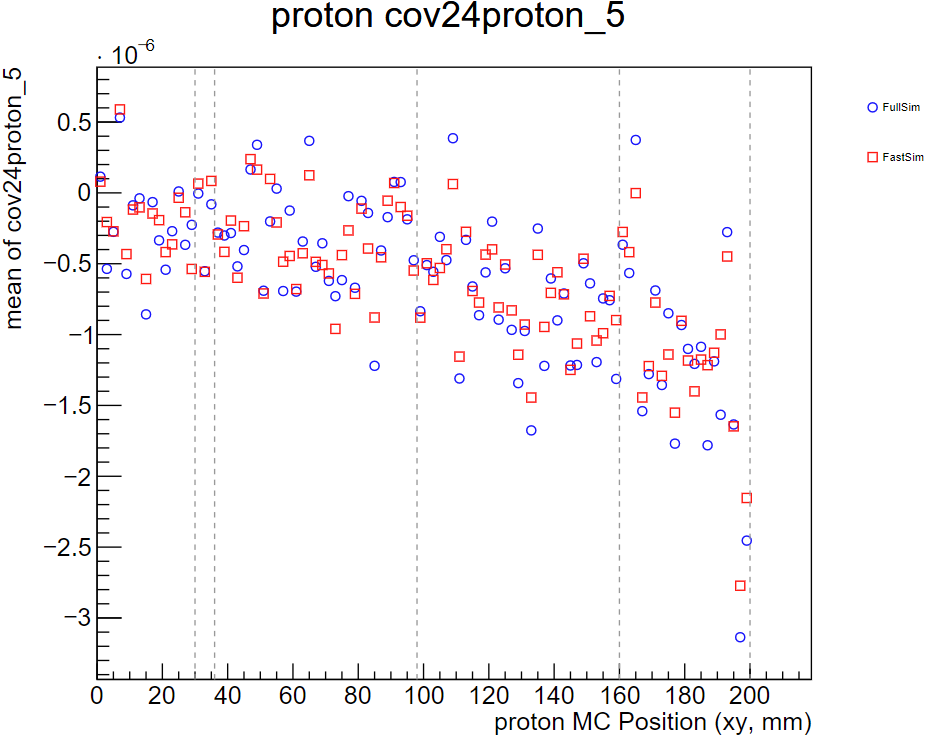 proton cov24proton_5
· 10−6
mean of cov24proton_5
0.5
0
−0.5
−1
−1.5
−2
−2.5
−3
0 20 40 60 80 100 120 140 160 180 200
proton MC Position (xy, mm)
FullSim
FastSim